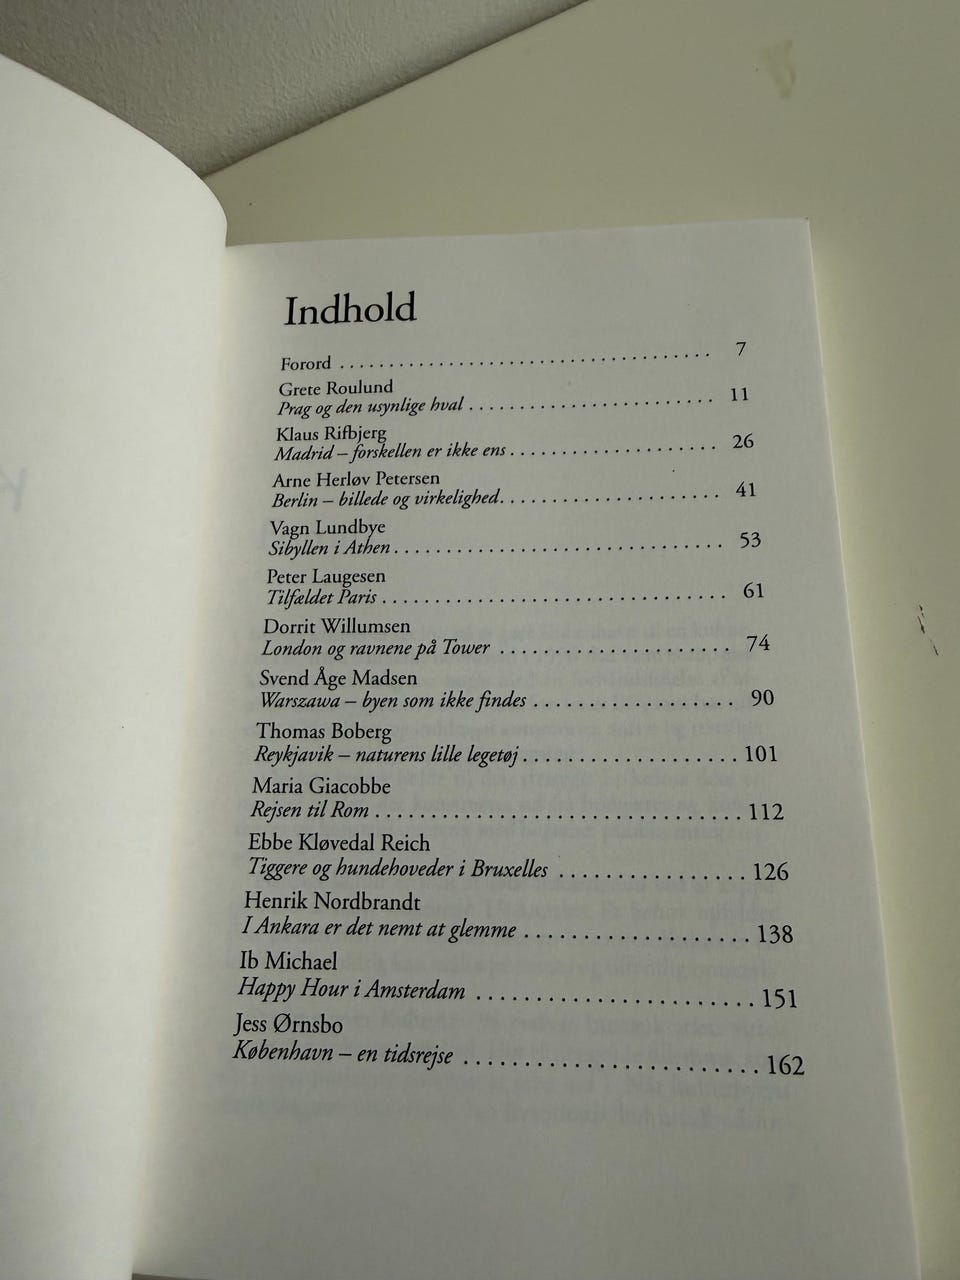 Indhold
Forord . . . . . . . . . . . . . . . . . . . . . . . . . . . . . . . . 7
Grete Roulund
Prag og den usynlige hval . . . . . . . . . . . . . . . . . . . . . 11
Klaus Rifbjerg
Madrid – forskellen er ikke ens . . . . . . . . . . . . . . . . . . 26
Arne Herløv Petersen
Berlin – billede og virkelighed. . . . . . . . . . . . . . . . . . . 41
Vagn Lundbye
Sibyllen i Athen . . . . . . . . . . . . . . . . . . . . . . . . . . 53
Peter Laugesen
Tilfældet Paris . . . . . . . . . . . . . . . . . . . . . . . . . . . 61
Dorrit Willumsen
London og ravnene på Tower . . . . . . . . . . . . . . . . . . 74
Svend Åge Madsen
Warszawa – byen som ikke findes . . . . . . . . . . . . . . . . 90
Thomas Boberg
Reykjavik – naturens lille legetøj . . . . . . . . . . . . . . . . . 101
Maria Giacobbe
Rejsen til Rom . . . . . . . . . . . . . . . . . . . . . . . . . . . . 112
Ebbe Kløvedal Reich
Tiggere og hundehoveder i Bruxelles . . . . . . . . . . . . . . . 126
Henrik Nordbrandt
I Ankara er det nemt at glemme . . . . . . . . . . . . . . . . . . 138
Ib Michael
Happy Hour i Amsterdam . . . . . . . . . . . . . . . . . . . . . . 151
Jess Ørnsbo
København – en tidsrejse . . . . . . . . . . . . . . . . . . . . . . . 162